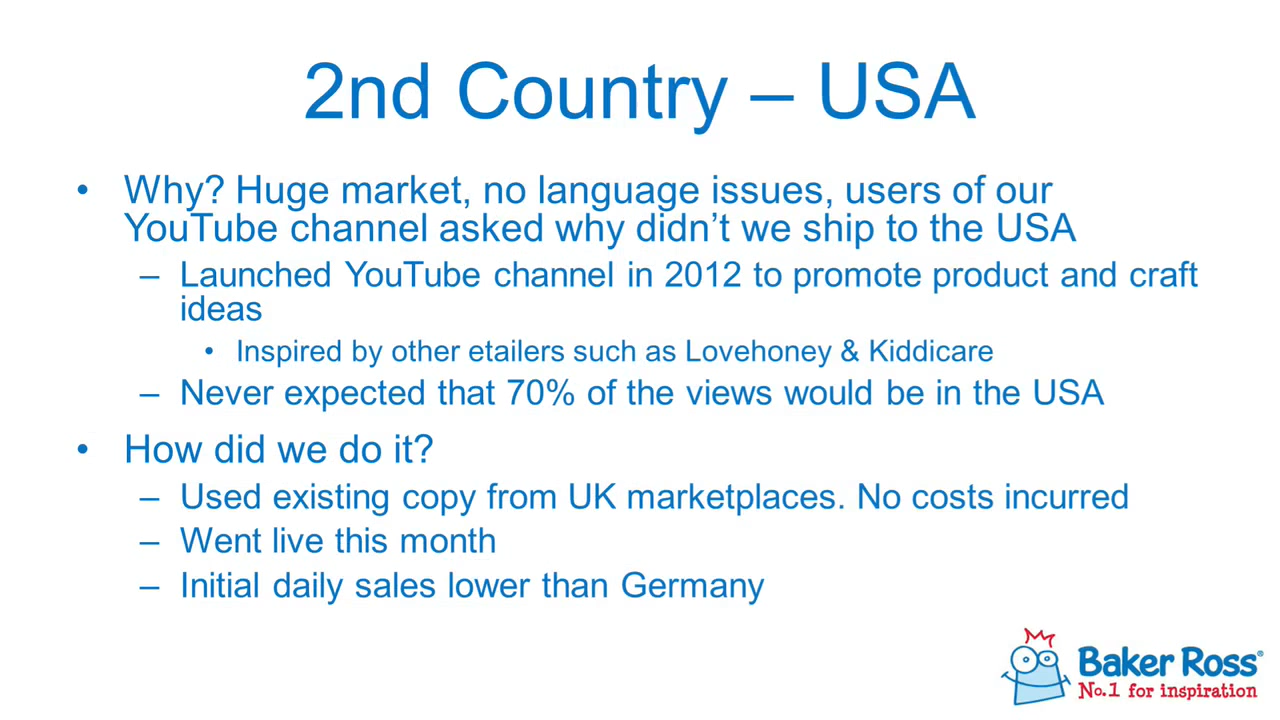 2nd Country – USA
• Why? Huge market, no language issues, users of our
YouTube channel asked why didn’t we ship to the USA
– Launched YouTube channel in 2012 to promote product and craft
ideas
• Inspired by other etailers such as Lovehoney & Kiddicare
– Never expected that 70% of the views would be in the USA
• How did we do it?
– Used existing copy from UK marketplaces. No costs incurred
– Went live this month
– Initial daily sales lower than Germany
Baker Ross®
No.1 for inspiration